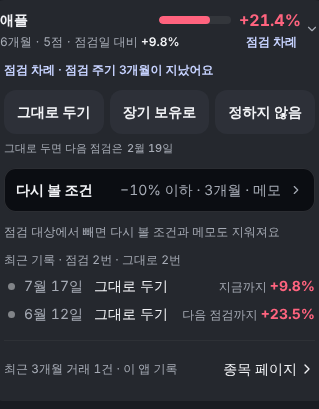 애플 +21.4%
6개월 · 5점 · 점검일 대비 +9.8% 점검 차례
점검 차례 · 점검 주기 3개월이 지났어요
그대로 두기 장기 보유로 정하지 않음
그대로 두면 다음 점검은 2월 19일
다시 볼 조건 −10% 이하 · 3개월 · 메모
점검 대상에서 빼면 다시 볼 조건과 메모도 지워져요
최근 기록 · 점검 2번 · 그대로 2번
7월 17일 그대로 두기 지금까지 +9.8%
6월 12일 그대로 두기 다음 점검까지 +23.5%
최근 3개월 거래 1건 · 이 앱 기록 종목 페이지